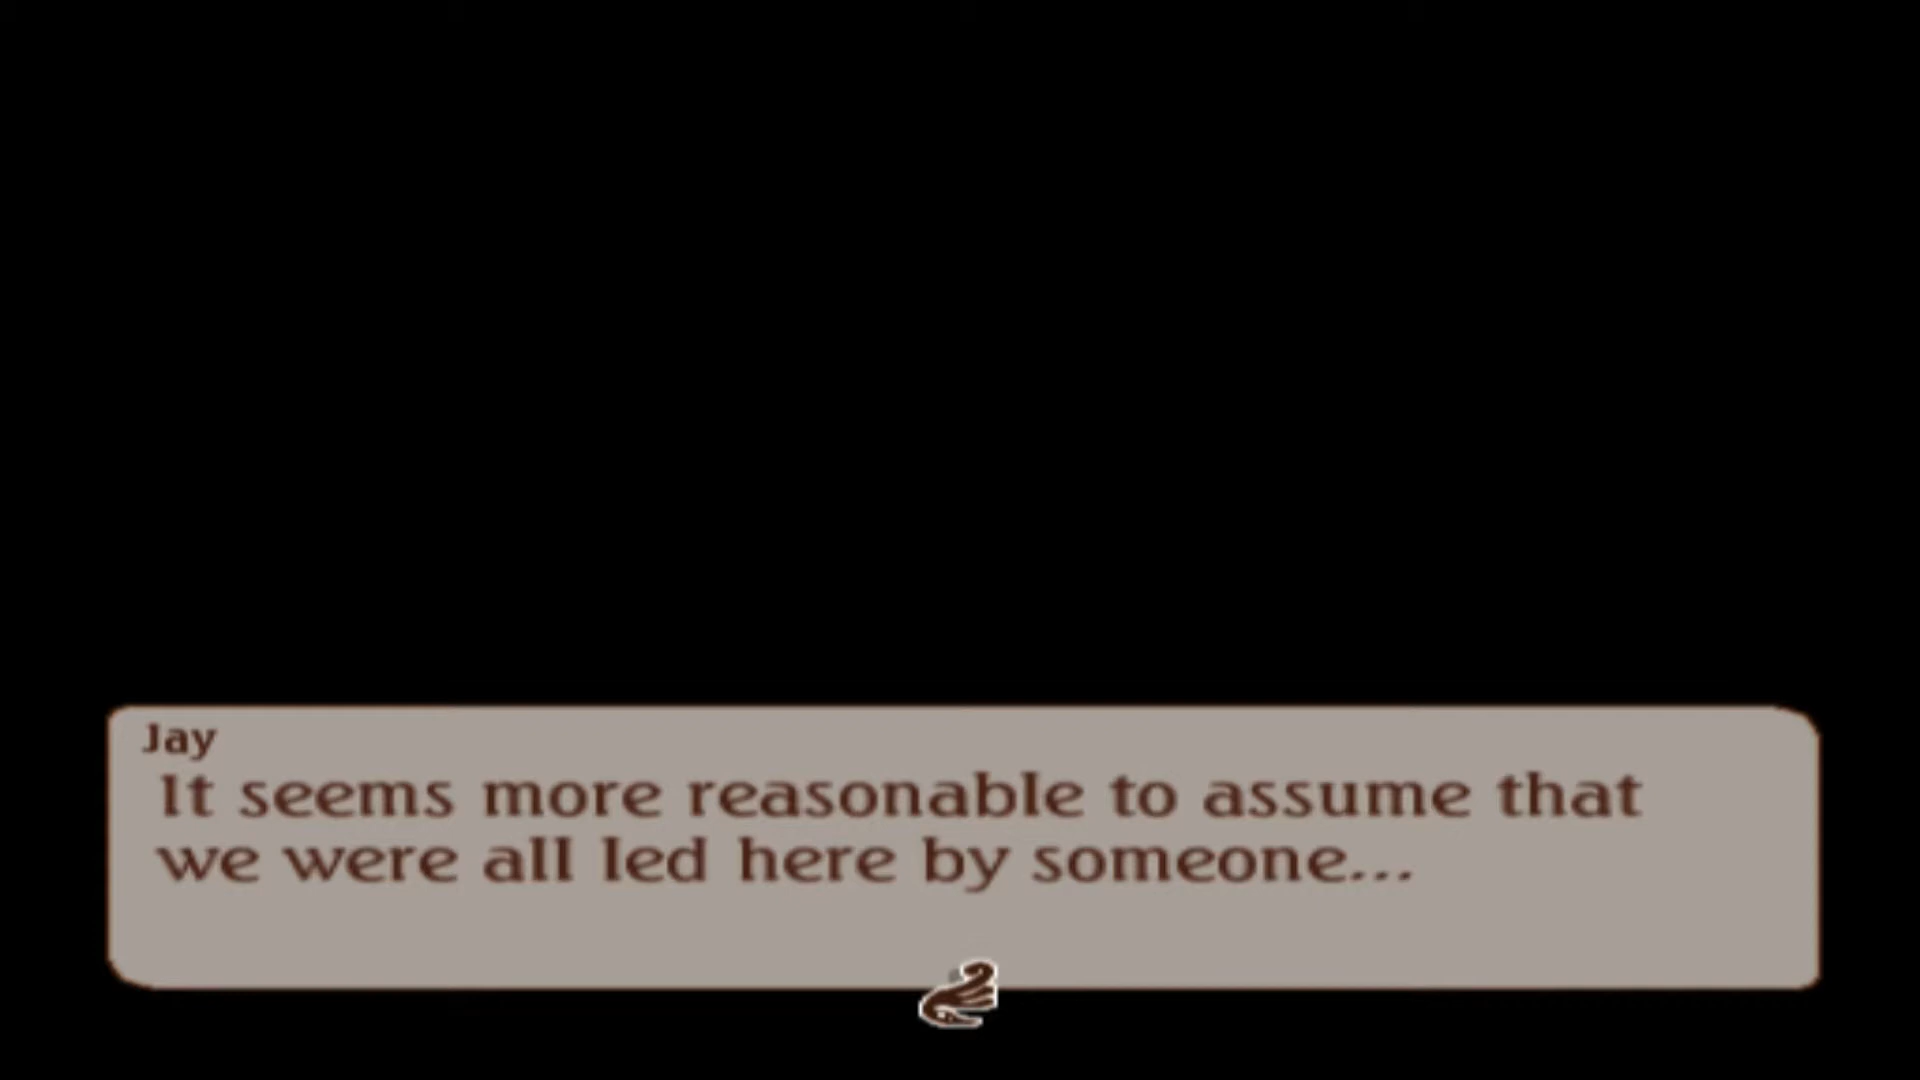 Jay
It seems more reasonable to assume that
we were all led here by someone...